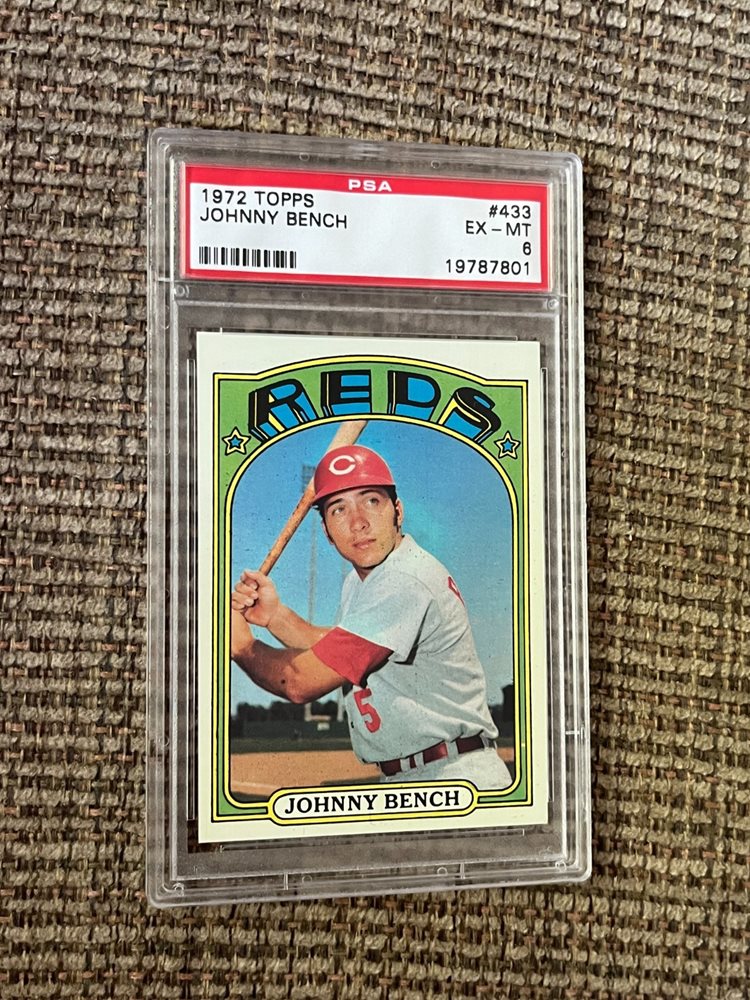 PSA
1972 TOPPS #433
JOHNNY BENCH EX-MT
6
19787801
REDS
C
5
JOHNNY BENCH